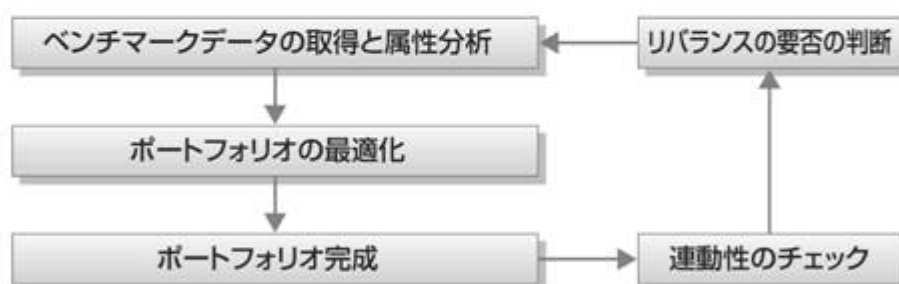 ベンチマークデータの取得と属性分析
リバランスの要否の判断
ポートフォリオの最適化
ポートフォリオ完成
連動性のチェック